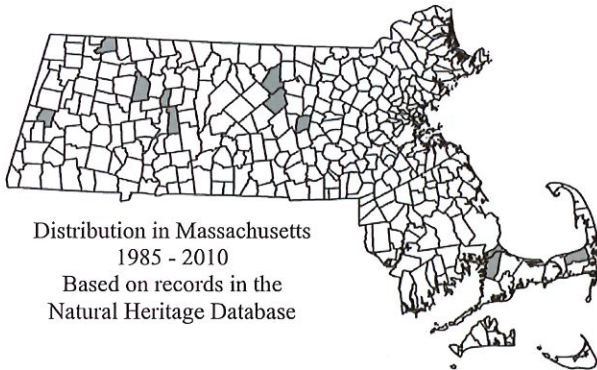 Distribution in Massachusetts
1985 - 2010
Based on records in the
Natural Heritage Database